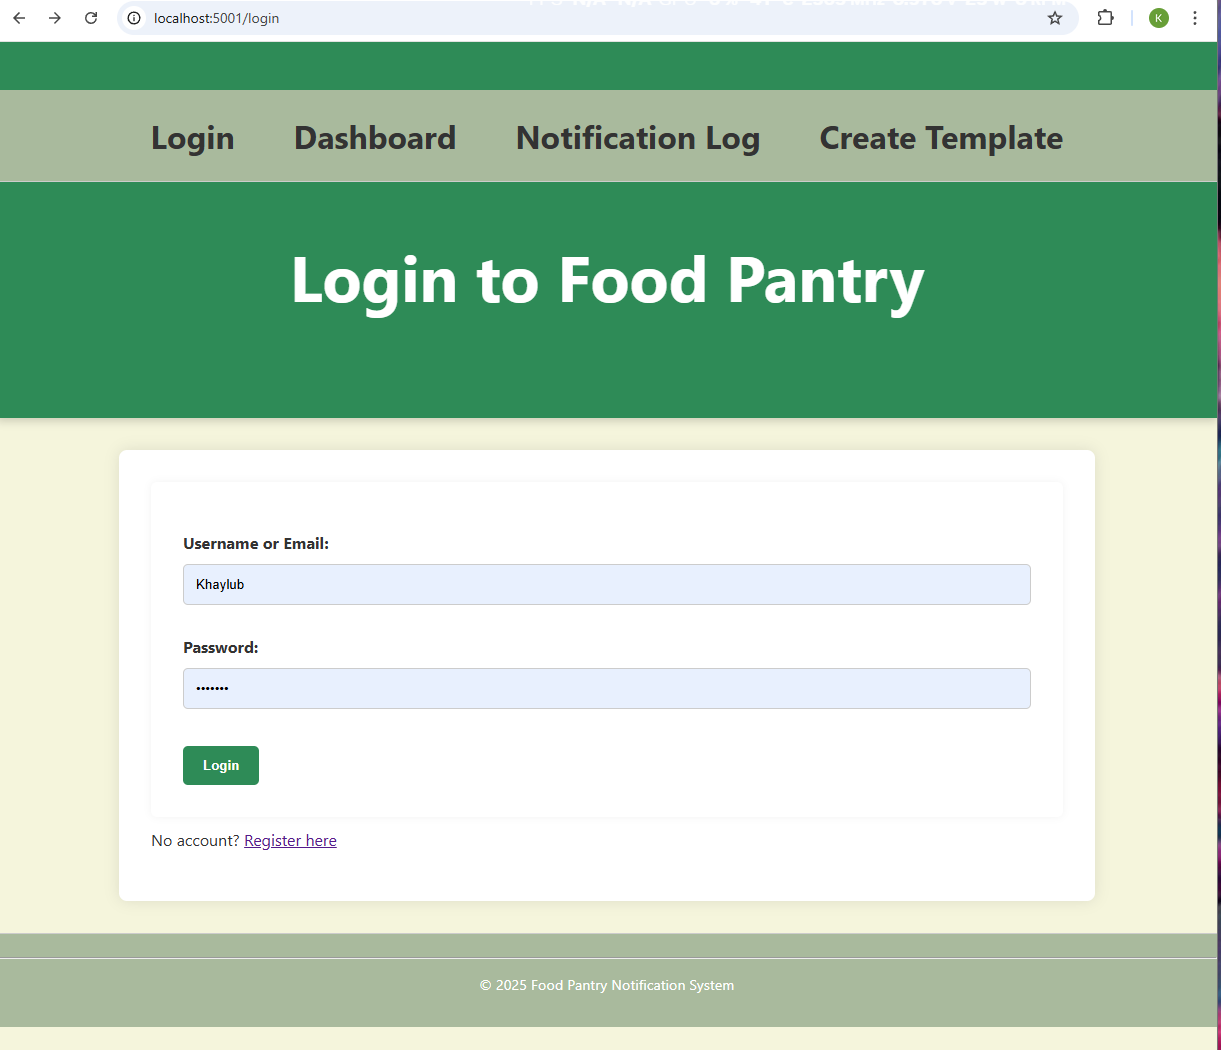 localhost:5001/login
K
Login Dashboard Notification Log Create Template
Login to Food Pantry
Username or Email:
Khaylub
Password:
•••••••
Login
No account? Register here
© 2025 Food Pantry Notification System